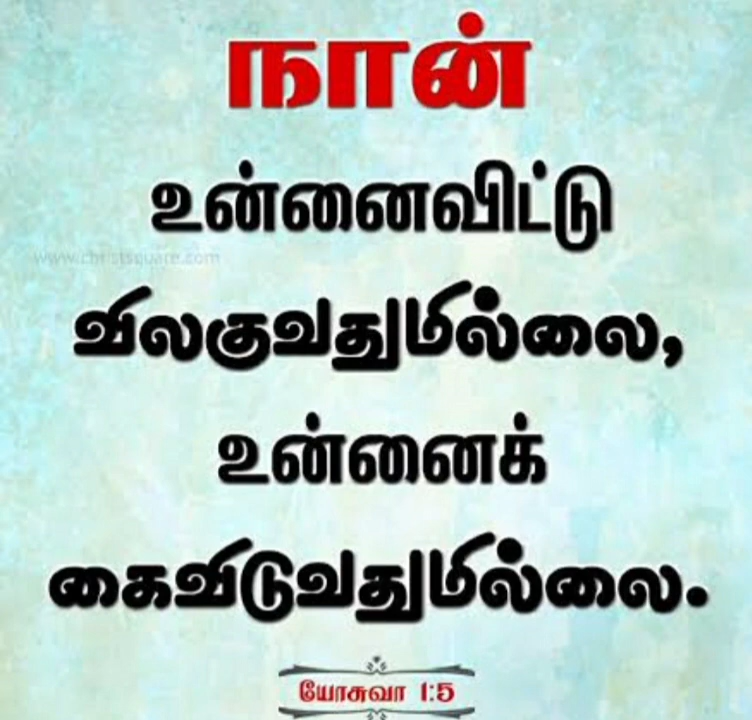 நான்
உன்னைவிட்டு
www.christsquare.com
விலகுவதுமில்லை,
உன்னைக்
கைவிடுவதுமில்லை.
யோசுவா 1:5